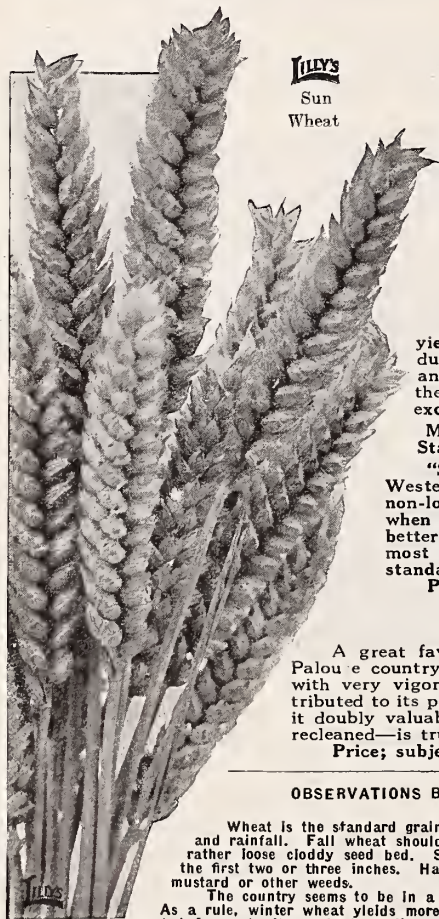 LILLY'S
Sun
Wheat
yie
du
an
the
exc
M
Sta
Weste
non-lo
when
better
most
standa
P
A great fav
Palou e country
with very vigor
tributed to its p
it doubly valuab
recleaned—is tru
Price; subje
OBSERVATIONS B
Wheat is the standard grain
and rainfall. Fall wheat should
rather loose cloddy seed bed. S
the first two or three inches. Ha
mustard or other weeds.
The country seems to be in a
As a rule, winter wheat yields more
LILLY'S